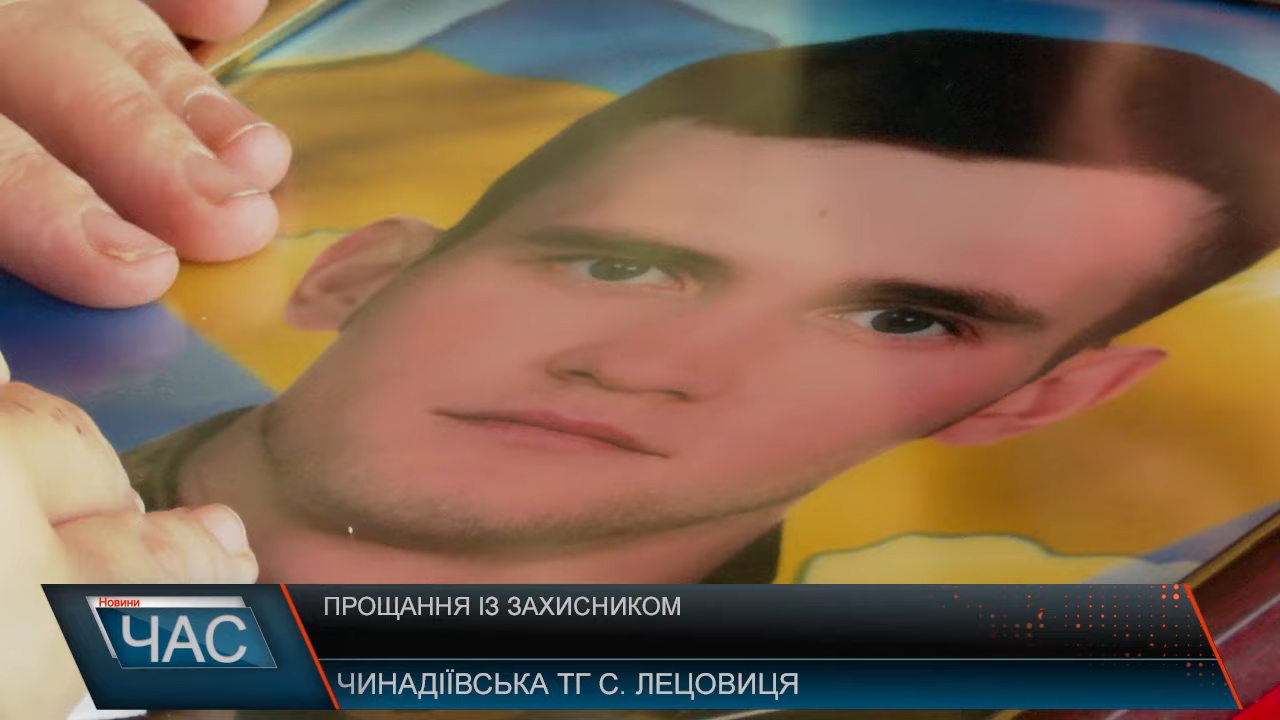 Новини
ЧАС
ПРОЩАННЯ ІЗ ЗАХИСНИКОМ
ЧИНАДІЇВСЬКА ТГ С. ЛЕЦОВИЦЯ